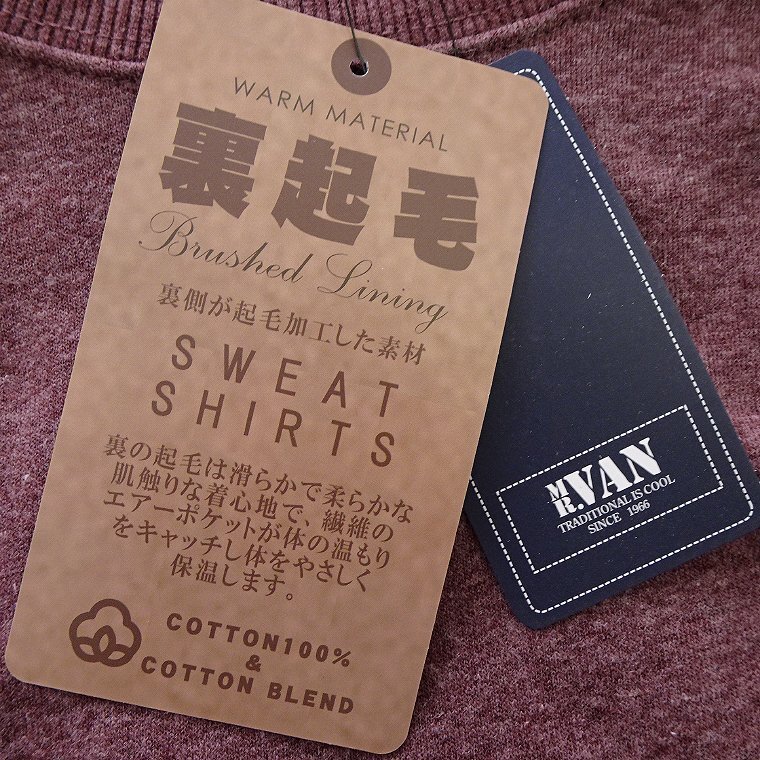 WARM MATERIAL
裏起毛
Brushed Lining
裏側が起毛加工した素材
SWEAT
SHIRTS
裏の起毛は滑らかで柔らかな
肌触りな着心地で、繊維の
エアーポケットが体の温もり
をキャッチし体をやさしく
保温します。
COTTON100%
&
COTTON BLEND
MR.VAN
TRADITIONAL IS COOL
SINCE 1966